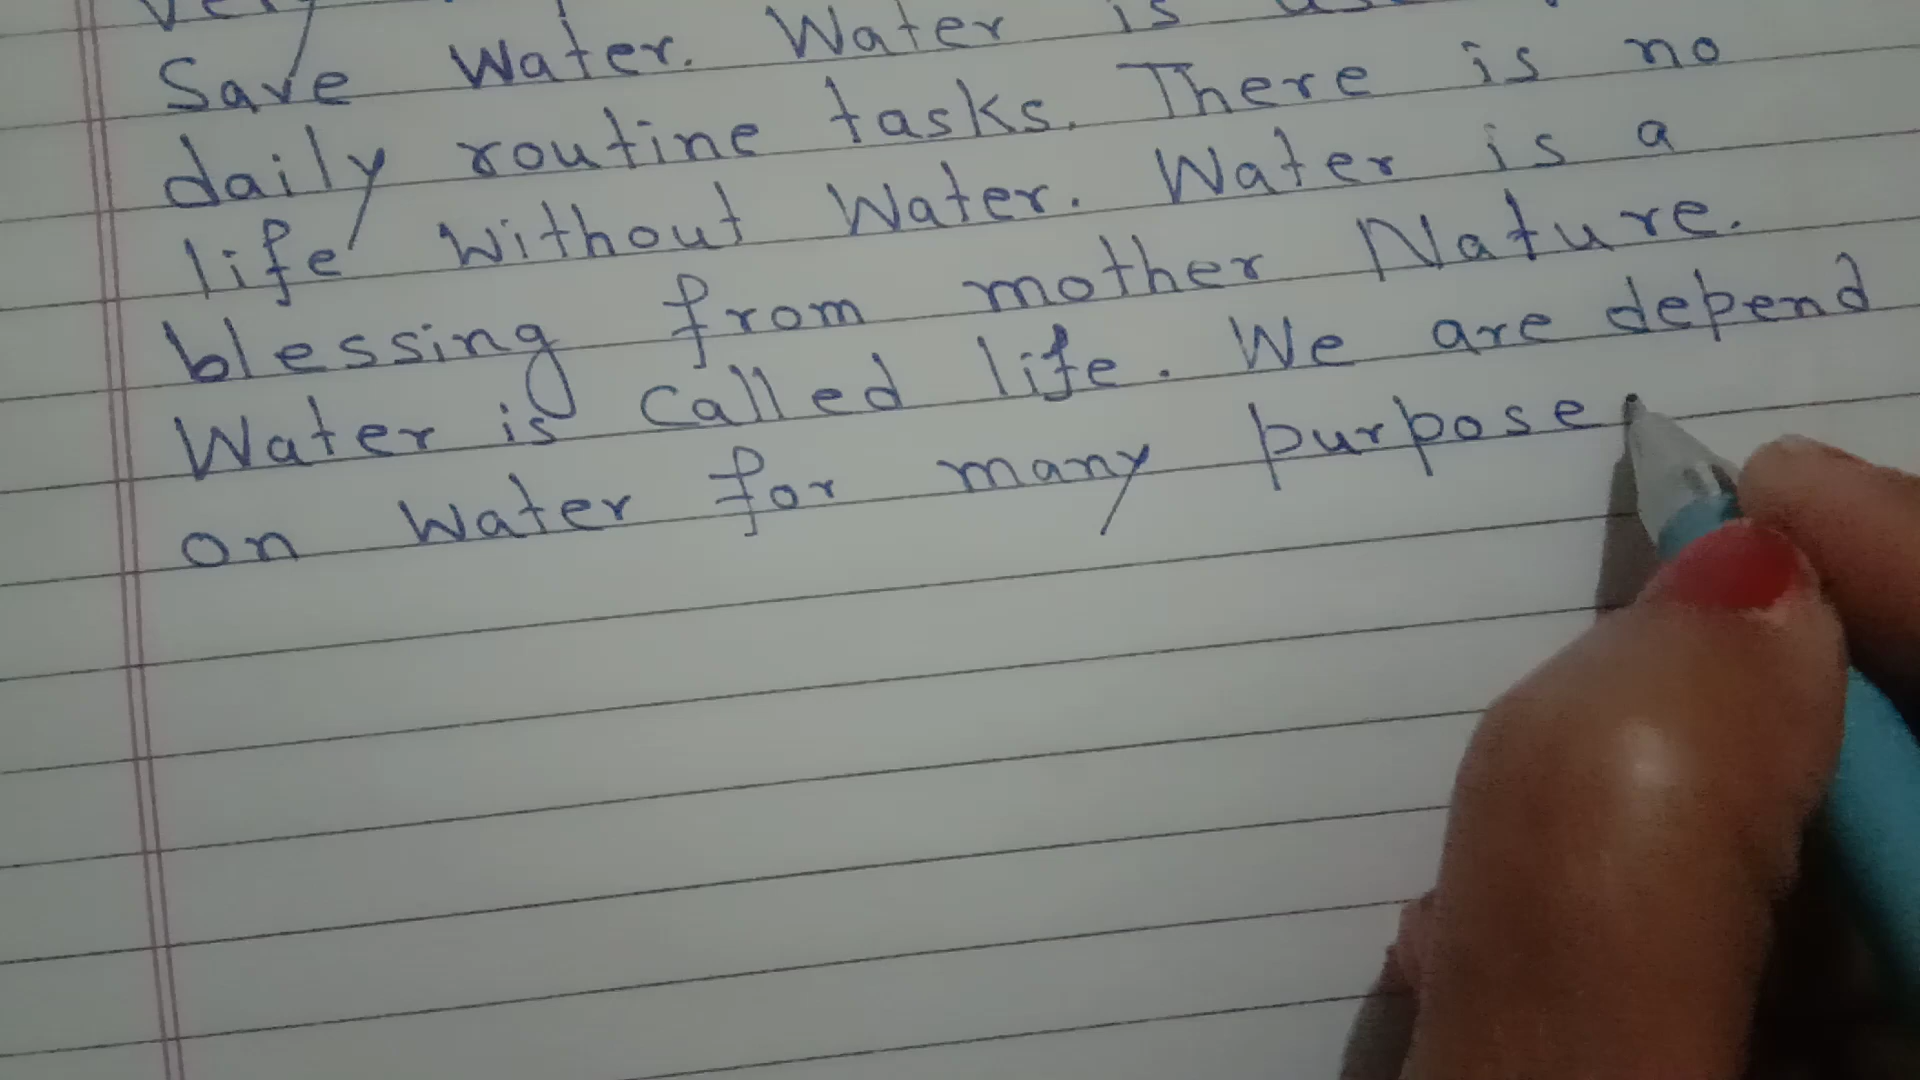 Save Water. Water is
daily routine tasks. There is no
life without water. Water is a
blessing from mother Nature.
Water is called life. We are depend
on water for many purpose